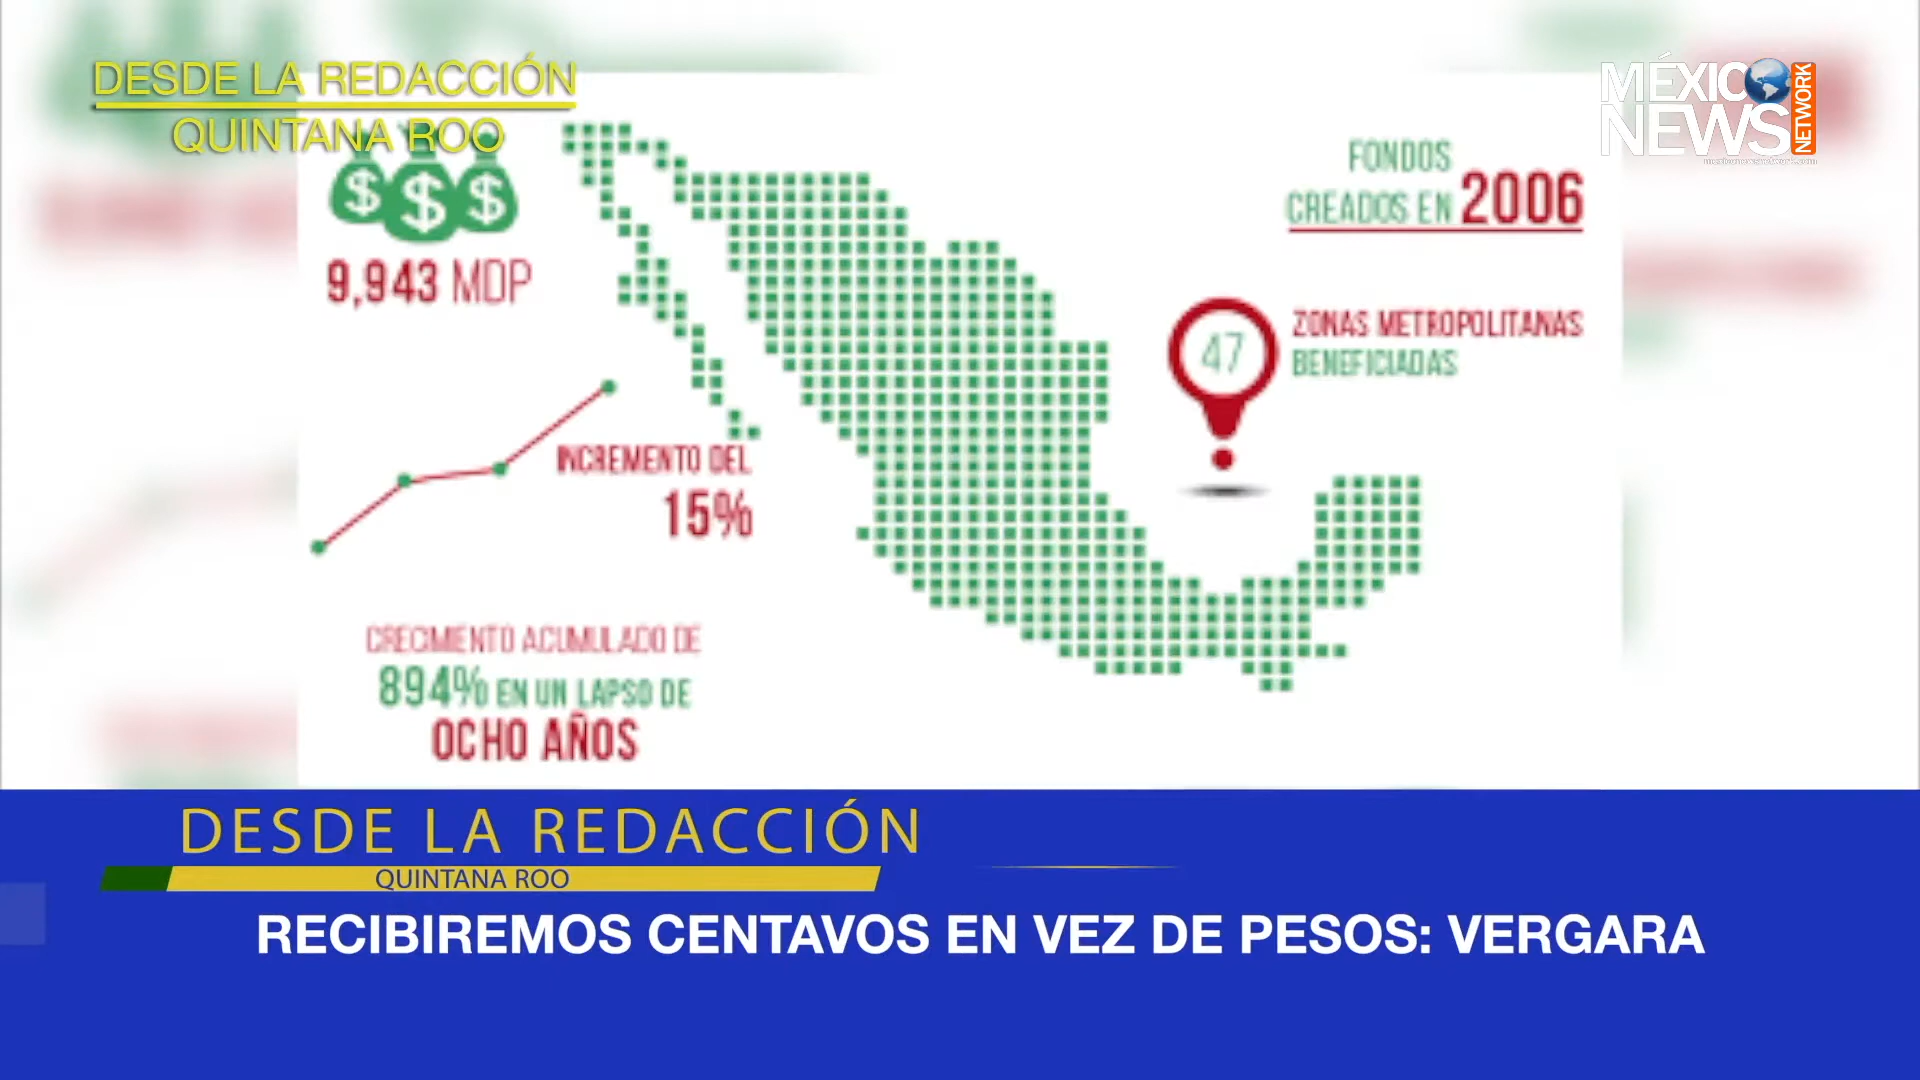 DESDE LA REDACCIÓN
QUINTANA ROO
MÉXICO
NEWS
NETWORK
mexiconewsnetwork.com
$ $ $
9,943 MDP
FONDOS
CREADOS EN 2006
47
ZONAS METROPOLITANAS
BENEFICIADAS
INCREMENTO DEL
15%
CRECIMIENTO ACUMULADO DE
894% EN UN LAPSO DE
OCHO AÑOS
DESDE LA REDACCIÓN
QUINTANA ROO
RECIBIREMOS CENTAVOS EN VEZ DE PESOS: VERGARA